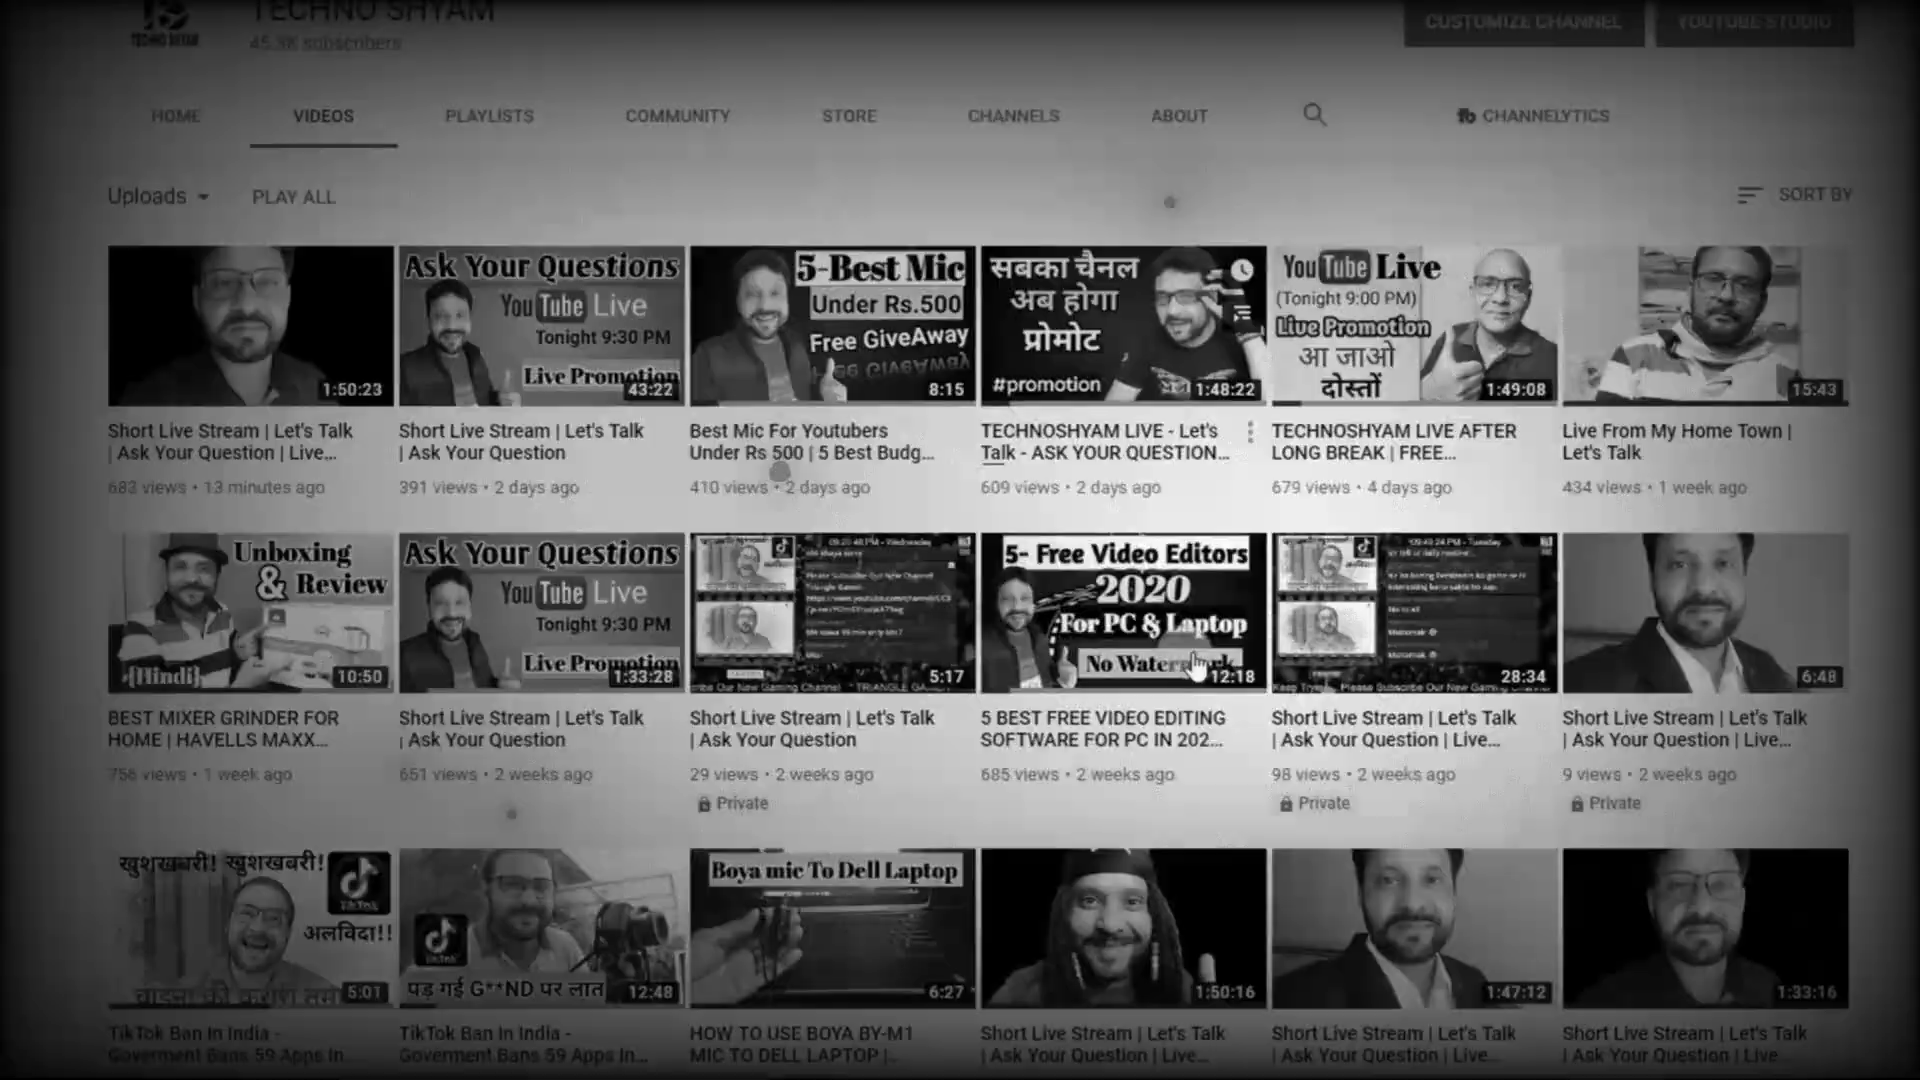 TECHNO SHYAM
TECHNO SHYAM
45.3K subscribers
CUSTOMIZE CHANNEL
YOUTUBE STUDIO
HOME
VIDEOS
PLAYLISTS
COMMUNITY
STORE
CHANNELS
ABOUT
CHANNELYTICS
Uploads
PLAY ALL
SORT BY
1:50:23
Ask Your Questions
YouTube Live
Tonight 9:30 PM
Live Promotion
43:22
5-Best Mic
Under Rs.500
Free GiveAway
8:15
सबका चैनल
अब होगा
प्रोमोट
#promotion
1:48:22
YouTube Live
(Tonight 9:00 PM)
Live Promotion
आ जाओ
दोस्तों
1:49:08
15:43
Short Live Stream | Let's Talk
| Ask Your Question | Live...
683 views • 13 minutes ago
Short Live Stream | Let's Talk
| Ask Your Question
391 views • 2 days ago
Best Mic For Youtubers
Under Rs 500 | 5 Best Budg...
410 views • 2 days ago
TECHNOSHYAM LIVE - Let's
Talk - ASK YOUR QUESTION...
609 views • 2 days ago
TECHNOSHYAM LIVE AFTER
LONG BREAK | FREE...
679 views • 4 days ago
Live From My Home Town |
Let's Talk
434 views • 1 week ago
Unboxing
& Review
(Hindi)
10:50
Ask Your Questions
YouTube Live
Tonight 9:30 PM
Live Promotion
1:33:28
5:17
5- Free Video Editors
2020
For PC & Laptop
No Watermark
12:18
28:34
6:48
BEST MIXER GRINDER FOR
HOME | HAVELLS MAXX...
756 views • 1 week ago
Short Live Stream | Let's Talk
| Ask Your Question
651 views • 2 weeks ago
Short Live Stream | Let's Talk
| Ask Your Question
29 views • 2 weeks ago
Private
5 BEST FREE VIDEO EDITING
SOFTWARE FOR PC IN 202...
685 views • 2 weeks ago
Short Live Stream | Let's Talk
| Ask Your Question | Live...
98 views • 2 weeks ago
Private
Short Live Stream | Let's Talk
| Ask Your Question | Live...
9 views • 2 weeks ago
Private
खुशखबरी! खुशखबरी!
TikTok
अलविदा!!
5:01
TikTok
पड़ गई G**ND पर लात
12:48
Boya mic To Dell Laptop
6:27
1:50:16
1:47:12
1:33:16
TikTok Ban In India -
Goverment Bans 59 Apps In...
TikTok Ban In India -
Goverment Bans 59 Apps In...
HOW TO USE BOYA BY-M1
MIC TO DELL LAPTOP |...
Short Live Stream | Let's Talk
| Ask Your Question | Live...
Short Live Stream | Let's Talk
| Ask Your Question | Live...
Short Live Stream | Let's Talk
| Ask Your Question | Live...